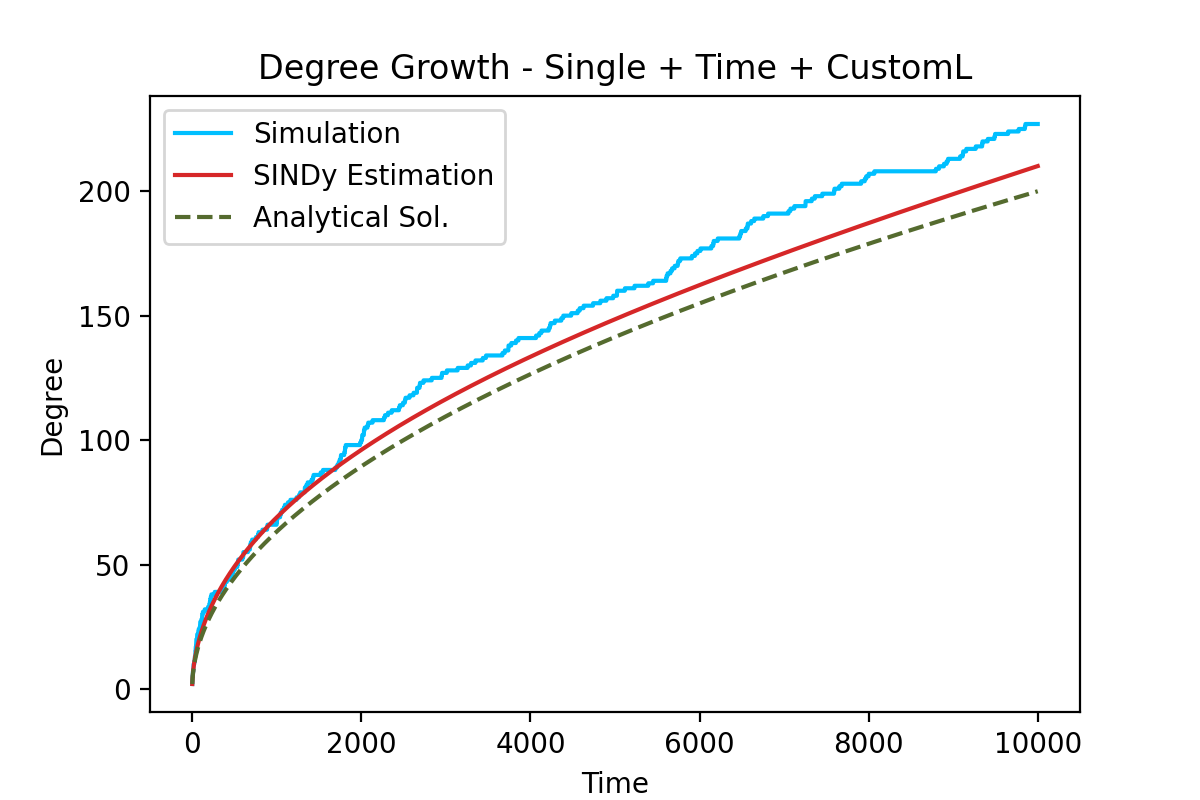 Degree Growth - Single + Time + CustomL
Simulation
SINDy Estimation
Analytical Sol.
200
150
100
50
0
Degree
0 2000 4000 6000 8000 10000
Time